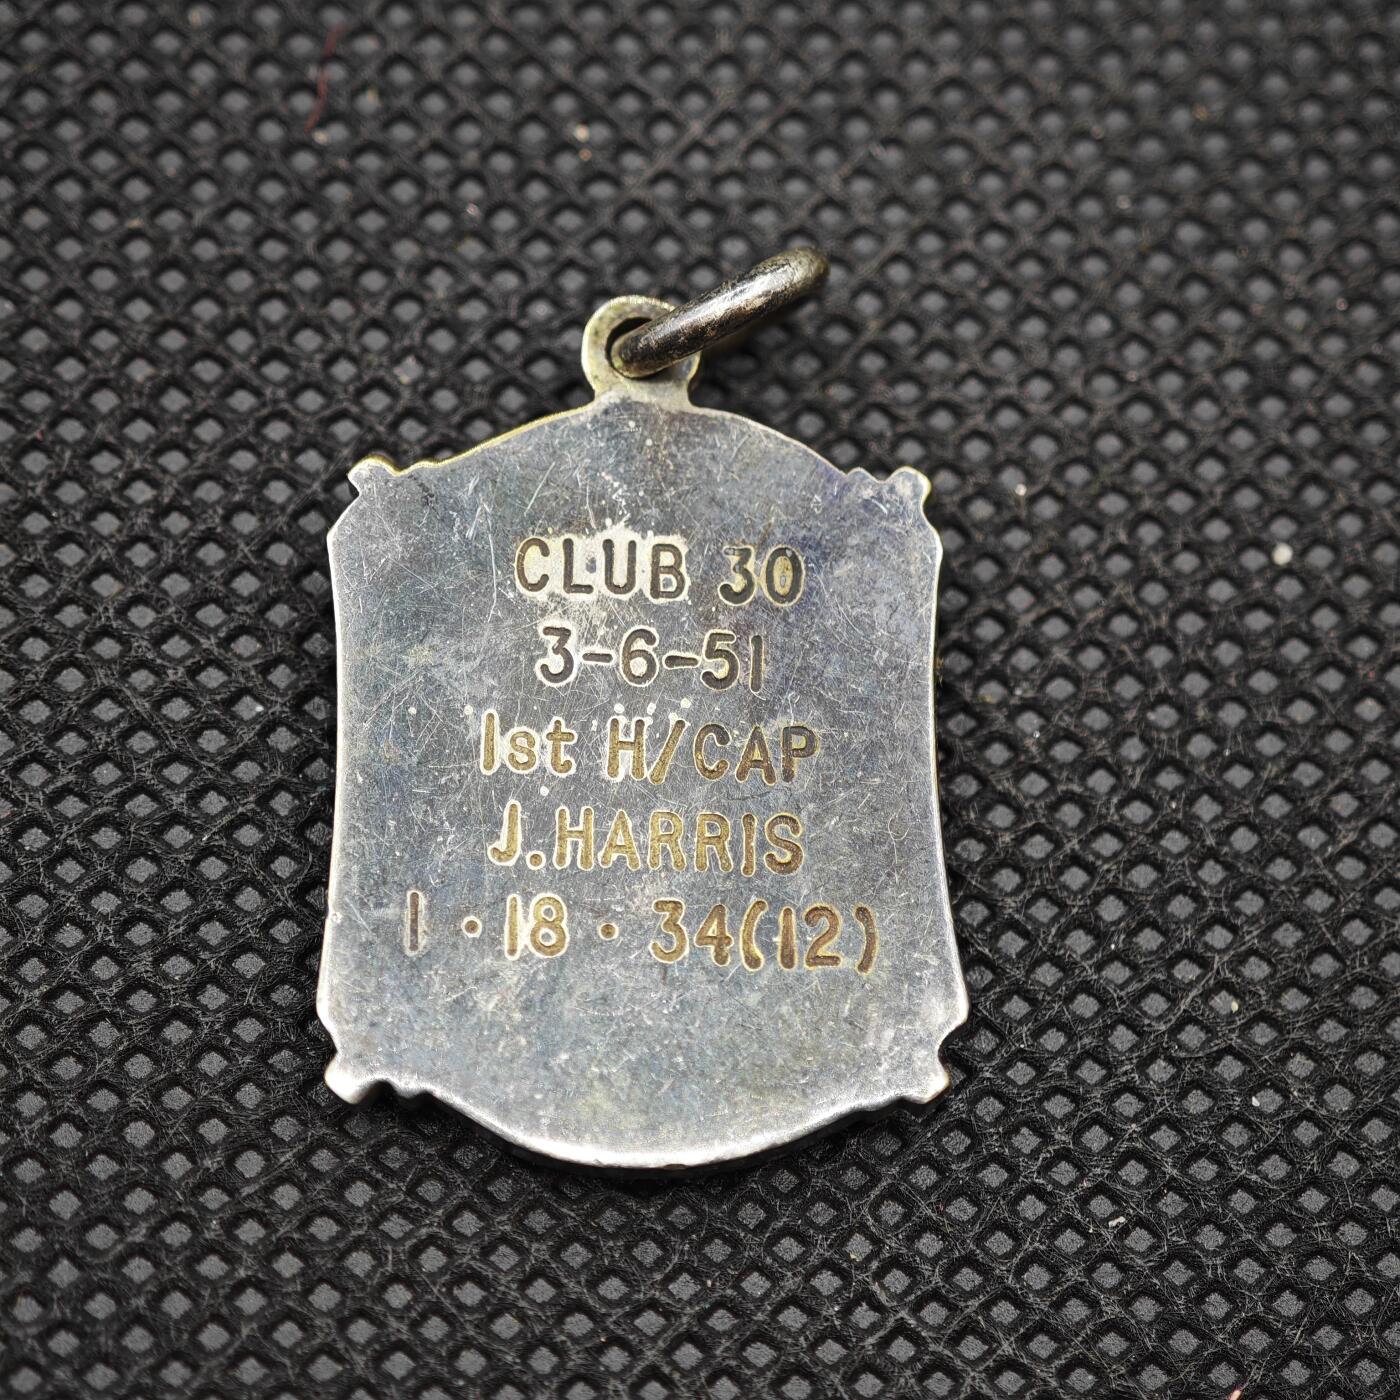 CLUB 30
3-6-51
1st H/CAP
J.HARRIS
1·18·34(12)